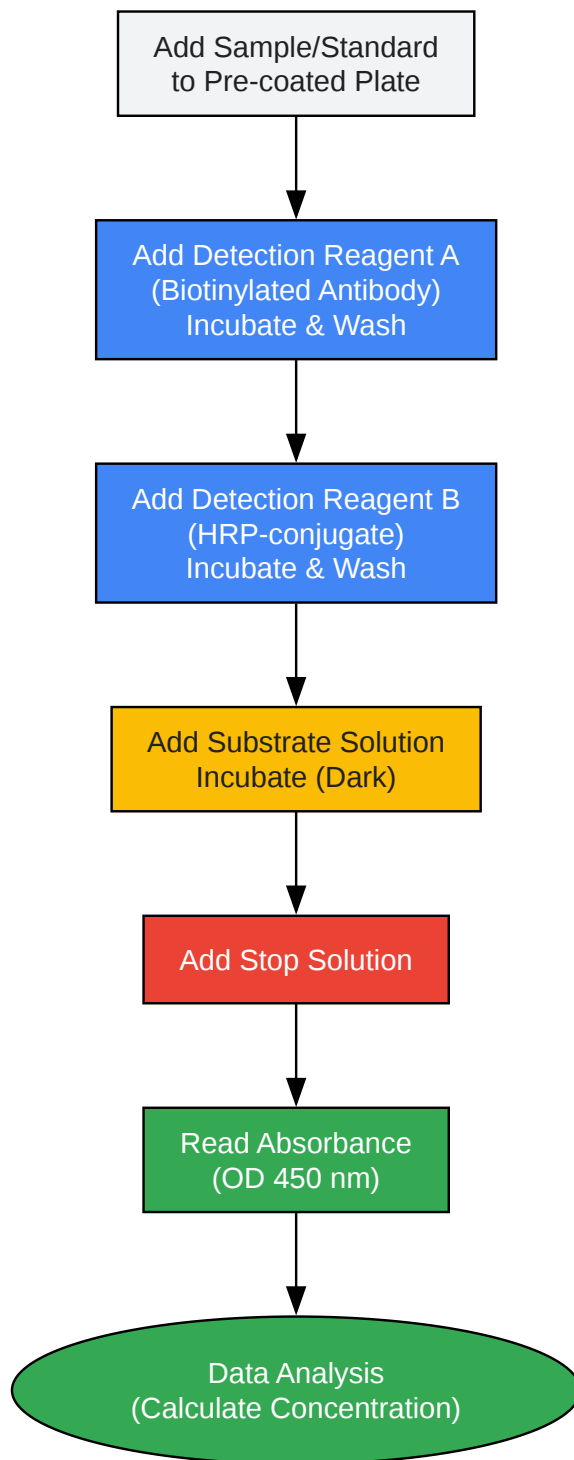 Add Sample/Standard
to Pre-coated Plate
Add Detection Reagent A
(Biotinylated Antibody)
Incubate & Wash
Add Detection Reagent B
(HRP-conjugate)
Incubate & Wash
Add Substrate Solution
Incubate (Dark)
Add Stop Solution
Read Absorbance
(OD 450 nm)
Data Analysis
(Calculate Concentration)